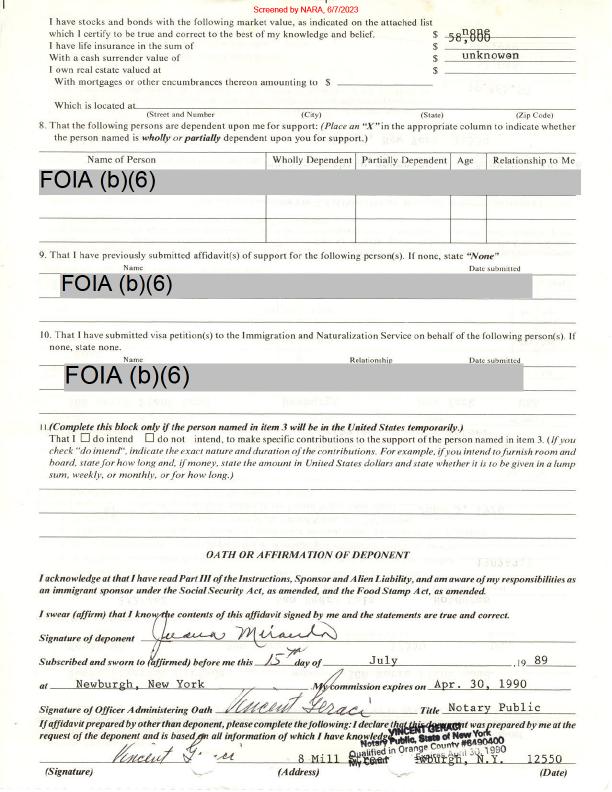 Screened by NARA, 6/7/2023
I have stocks and bonds with the following market value, as indicated on the attached list
which I certify to be true and correct to the best of my knowledge and belief. $ none
I have life insurance in the sum of $ 58,000
With a cash surrender value of $ unknowen
I own real estate valued at $
With mortgages or other encumbrances thereon amounting to $
Which is located at
(Street and Number) (City) (State) (Zip Code)
8. That the following persons are dependent upon me for support: (Place an "X" in the appropriate column to indicate whether
the person named is wholly or partially dependent upon you for support.)
Name of Person Wholly Dependent Partially Dependent Age Relationship to Me
FOIA (b)(6)
9. That I have previously submitted affidavit(s) of support for the following person(s). If none, state "None"
Name Date submitted
FOIA (b)(6)
10. That I have submitted visa petition(s) to the Immigration and Naturalization Service on behalf of the following person(s). If
none, state none.
Name Relationship Date submitted
FOIA (b)(6)
11. (Complete this block only if the person named in item 3 will be in the United States temporarily.)
That I ☐ do intend ☐ do not intend, to make specific contributions to the support of the person named in item 3. (If you
check "do intend", indicate the exact nature and duration of the contributions. For example, if you intend to furnish room and
board, state for how long and, if money, state the amount in United States dollars and state whether it is to be given in a lump
sum, weekly, or monthly, or for how long.)
OATH OR AFFIRMATION OF DEPONENT
I acknowledge at that I have read Part III of the Instructions, Sponsor and Alien Liability, and am aware of my responsibilities as
an immigrant sponsor under the Social Security Act, as amended, and the Food Stamp Act, as amended.
I swear (affirm) that I know the contents of this affidavit signed by me and the statements are true and correct.
Signature of deponent Juana Miranda
Subscribed and sworn to (affirmed) before me this 15th day of July ,19 89
at Newburgh, New York My commission expires on Apr. 30, 1990
Signature of Officer Administering Oath Vincent Geraci Title Notary Public
If affidavit prepared by other than deponent, please complete the following: I declare that this document was prepared by me at the
request of the deponent and is based on all information of which I have knowledge.
VINCENT GERACI
Notary Public, State of New York
Qualified in Orange County #6490400
Expires April 30, 1990
Vincent Geraci 8 Mill Newburgh, N.Y. 12550
(Signature) (Address) (Date)